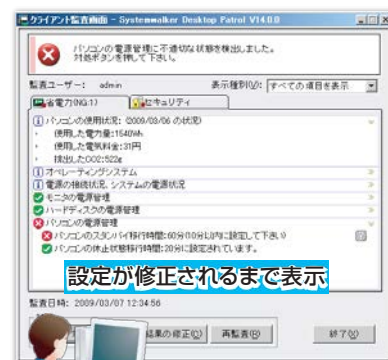 クライアント監査画面 - Systemwalker Desktop Patrol V14.0.0
パソコンの電源管理に不適切な状態を検出しました。
対処ボタンを押して下さい。
監査ユーザー： admin
表示種別(V): すべての項目を表示
省電力(NG:1) セキュリティ
パソコンの使用状況： (2009/03/06 の状況)
・ 使用した電力量:1540Wh
・ 使用した電気料金:31円
・ 排出したCO2:522g
オペレーティングシステム
電源の接続状況、システムの電源状況
モニタの電源管理
ハードディスクの電源管理
パソコンの電源管理
パソコンのスタンバイ移行時間:60分(30分以内に設定して下さい)
パソコンの休止状態移行時間:20分に設定されています。
設定が修正されるまで表示
監査日時： 2009/03/07 12:34:56
結果の修正(C) 再監査(R) 終了(X)